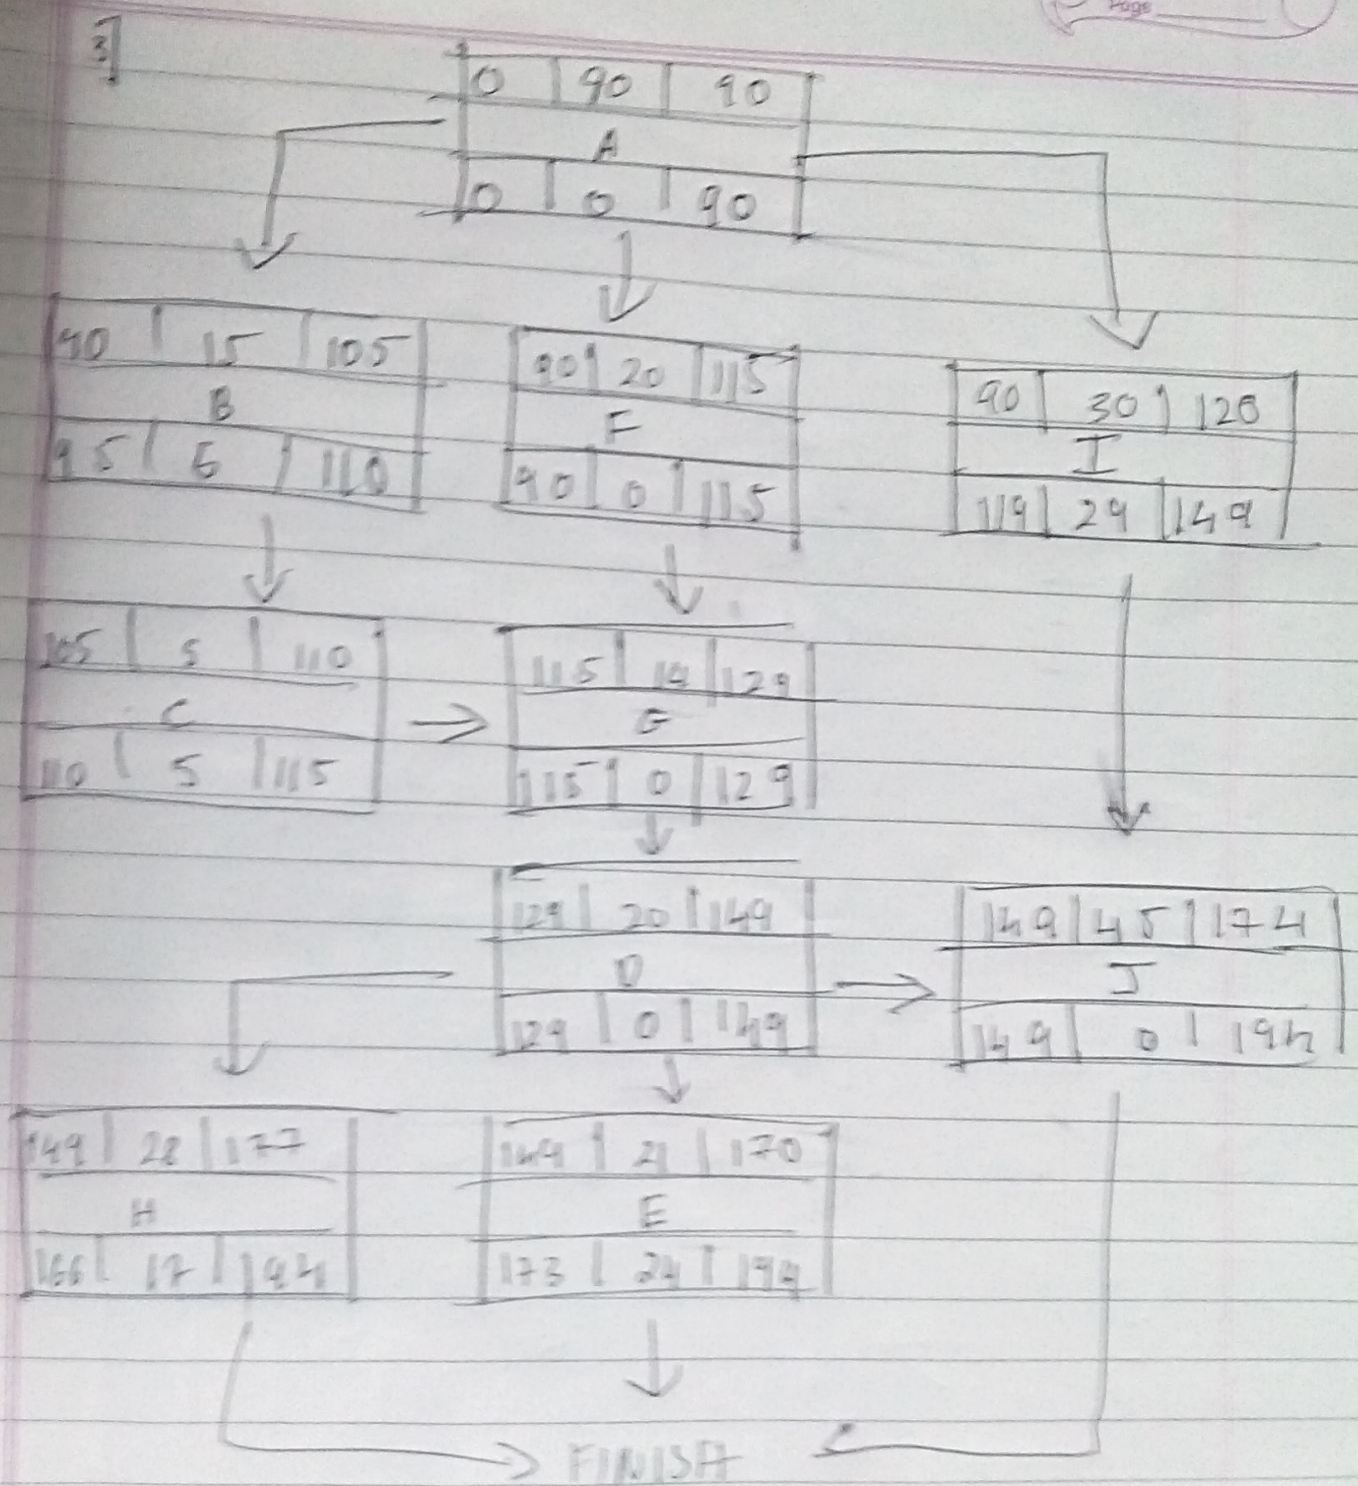 Page
3]
0 90 90
A
0 0 90
90 15 105
B
95 5 110
90 20 115
F
90 0 115
90 30 120
I
119 29 149
105 5 110
C
110 5 115
115 14 129
G
115 0 129
129 20 149
D
129 0 149
149 45 174
J
149 0 194
149 28 177
H
166 17 194
149 21 170
E
173 24 194
FINISH